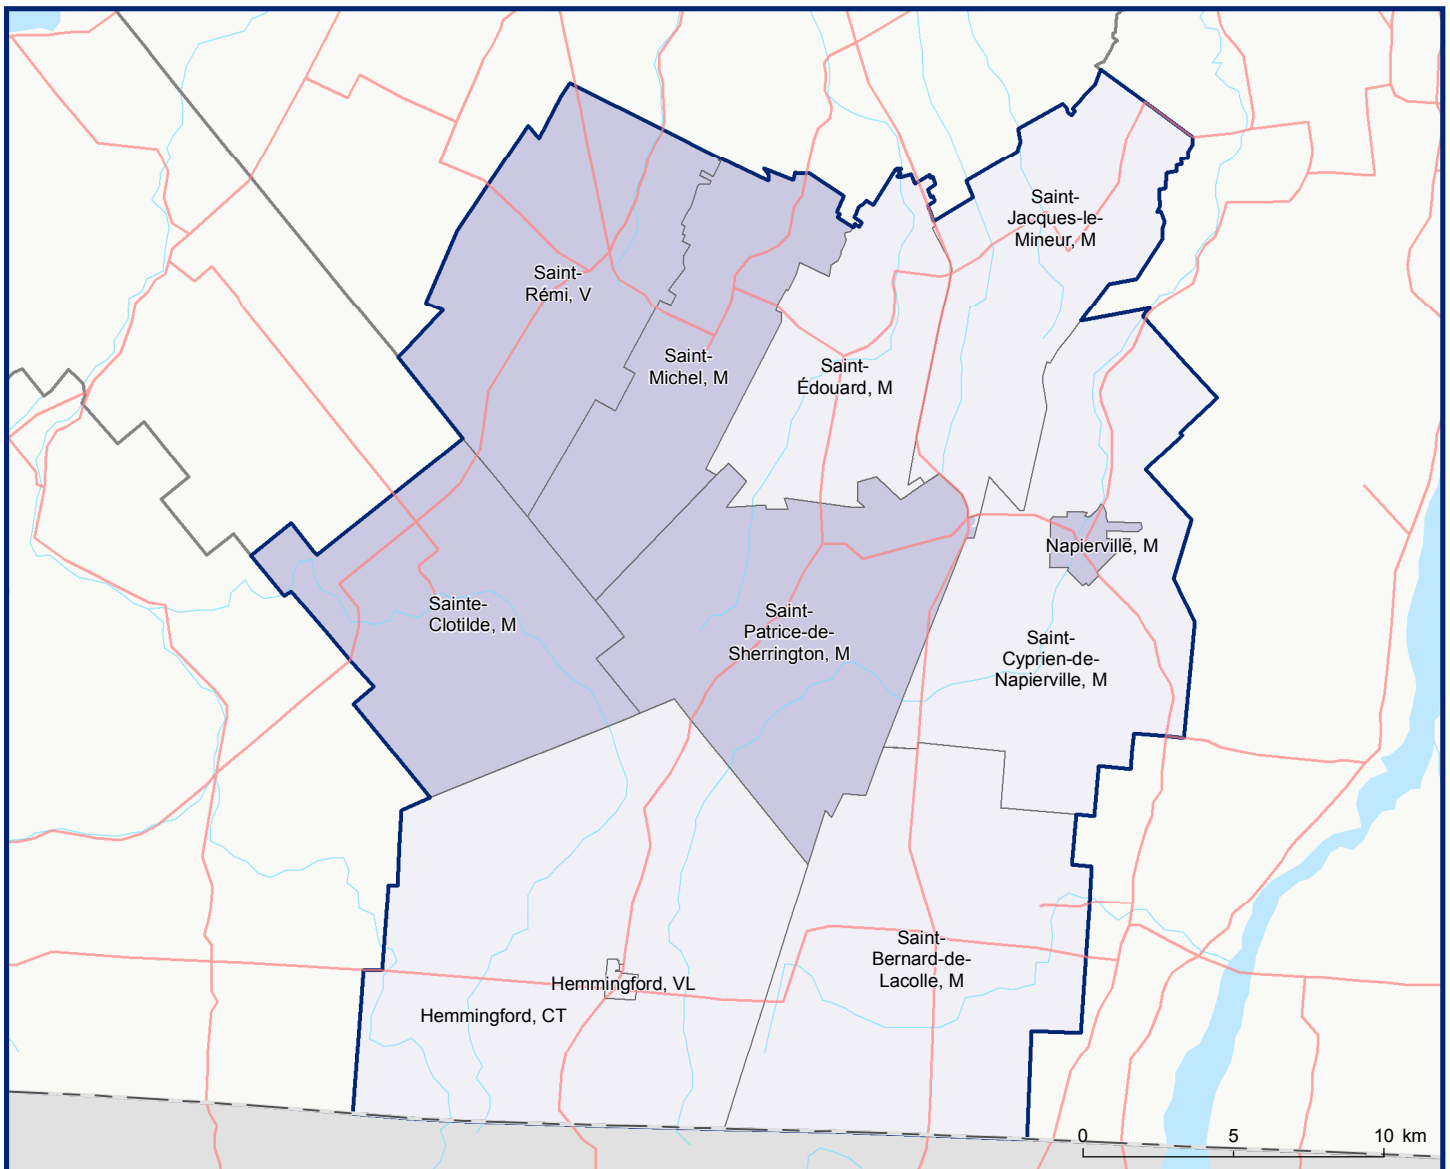 Saint-
Jacques-le-
Mineur, M
Saint-
Rémi, V
Saint-
Michel, M
Saint-
Édouard, M
Napierville, M
Sainte-
Clotilde, M
Saint-
Patrice-de-
Sherrington, M
Saint-
Cyprien-de-
Napierville, M
Saint-
Bernard-de-
Lacolle, M
Hemmingford, VL
Hemmingford, CT
0 5 10 km